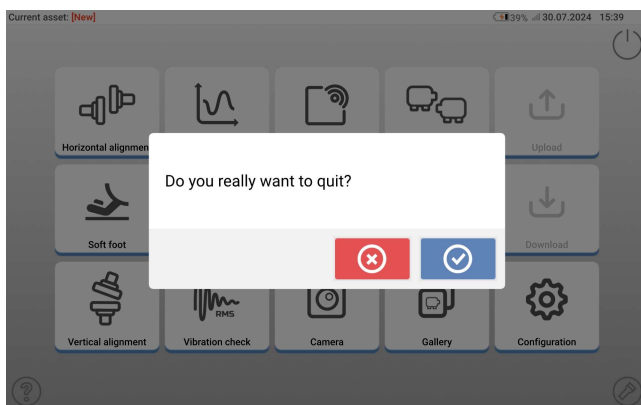 Current asset: [New]
39% 30.07.2024 15:39
Horizontal alignmen
Upload
Do you really want to quit?
Soft foot
Download
RMS
Vertical alignment
Vibration check
Camera
Gallery
Configuration
?